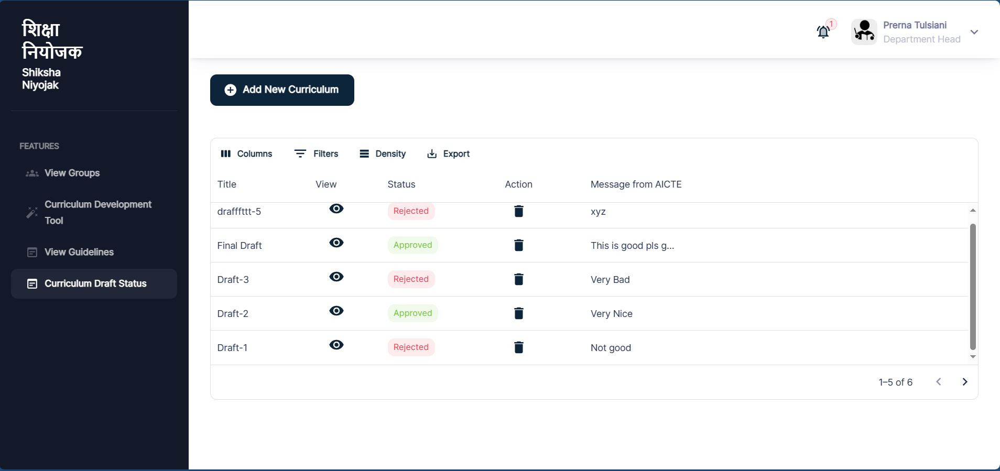 शिक्षा
नियोजक
Shiksha
Niyojak
FEATURES
View Groups
Curriculum Development
Tool
View Guidelines
Curriculum Draft Status
1
Prerna Tulsiani
Department Head
Add New Curriculum
Columns Filters Density Export
Title View Status Action Message from AICTE
drafffttt-5 Rejected xyz
Final Draft Approved This is good pls g...
Draft-3 Rejected Very Bad
Draft-2 Approved Very Nice
Draft-1 Rejected Not good
1–5 of 6